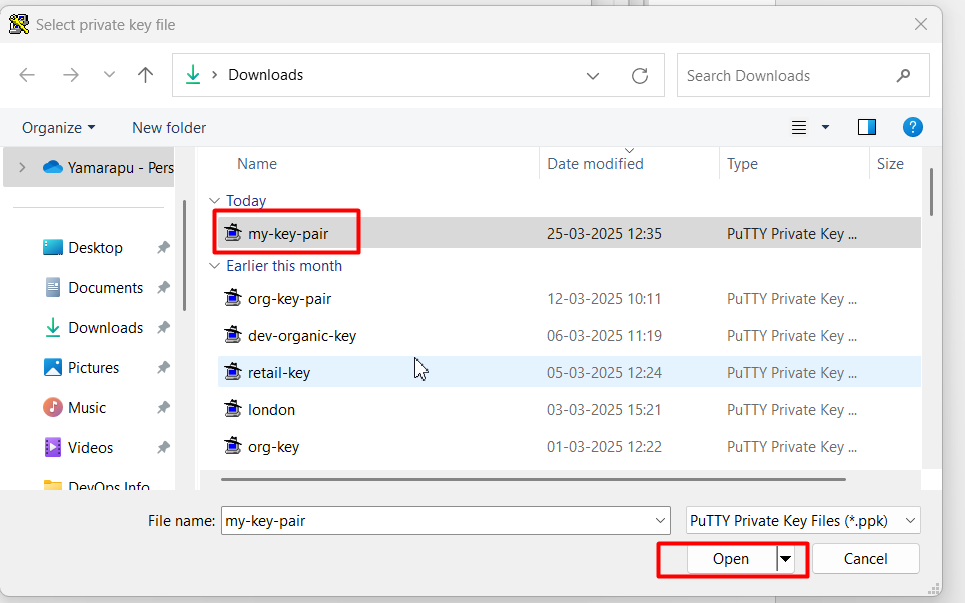 Select private key file
Downloads
Search Downloads
Organize
New folder
?
Yamarapu - Pers
Name
Date modified
Type
Size
Today
my-key-pair 25-03-2025 12:35 PuTTY Private Key ...
Earlier this month
org-key-pair 12-03-2025 10:11 PuTTY Private Key ...
dev-organic-key 06-03-2025 11:19 PuTTY Private Key ...
retail-key 05-03-2025 12:24 PuTTY Private Key ...
london 03-03-2025 15:21 PuTTY Private Key ...
org-key 01-03-2025 12:22 PuTTY Private Key ...
Desktop
Documents
Downloads
Pictures
Music
Videos
DevOps Info
File name: my-key-pair
PuTTY Private Key Files (*.ppk)
Open
Cancel